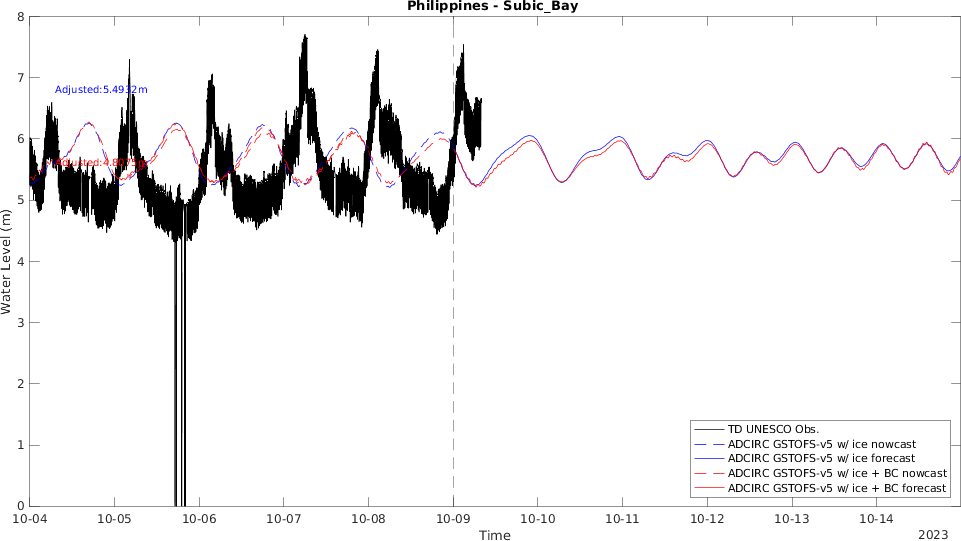 Philippines - Subic_Bay
8
7
6
5
4
3
2
1
0
Water Level (m)
Adjusted:5.4932m
TD UNESCO Obs.
ADCIRC GSTOFS-v5 w/ ice nowcast
ADCIRC GSTOFS-v5 w/ ice forecast
ADCIRC GSTOFS-v5 w/ ice + BC nowcast
ADCIRC GSTOFS-v5 w/ ice + BC forecast
10-04 10-05 10-06 10-07 10-08 10-09 10-10 10-11 10-12 10-13 10-14
Time
2023